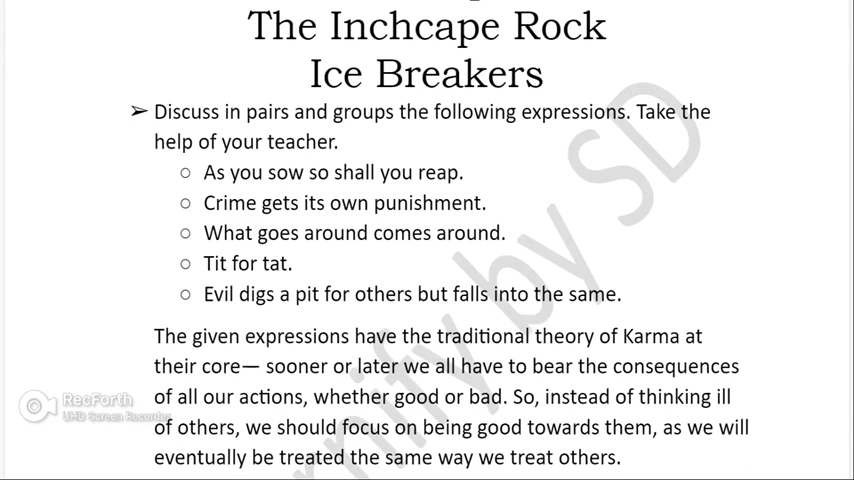 The Inchcape Rock
Ice Breakers
➢ Discuss in pairs and groups the following expressions. Take the
help of your teacher.
○ As you sow so shall you reap.
○ Crime gets its own punishment.
○ What goes around comes around.
○ Tit for tat.
○ Evil digs a pit for others but falls into the same.
The given expressions have the traditional theory of Karma at
their core— sooner or later we all have to bear the consequences
of all our actions, whether good or bad. So, instead of thinking ill
of others, we should focus on being good towards them, as we will
eventually be treated the same way we treat others.
RecForth
UHD Screen Recorder
by SD